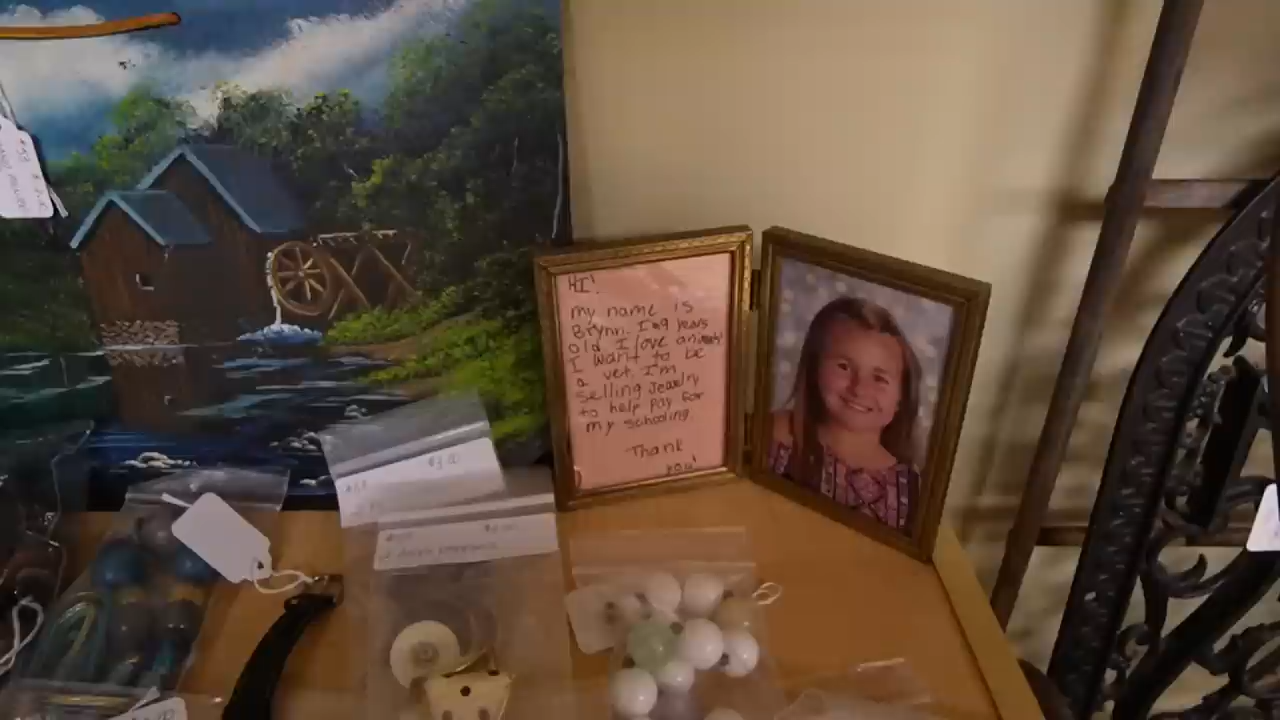 HI!
my name is
Brynn. I'm 9 years
old. I love animals!
I want to be
a vet. I'm
selling Jewelry
to help pay for
my schooling.
Thank
you!